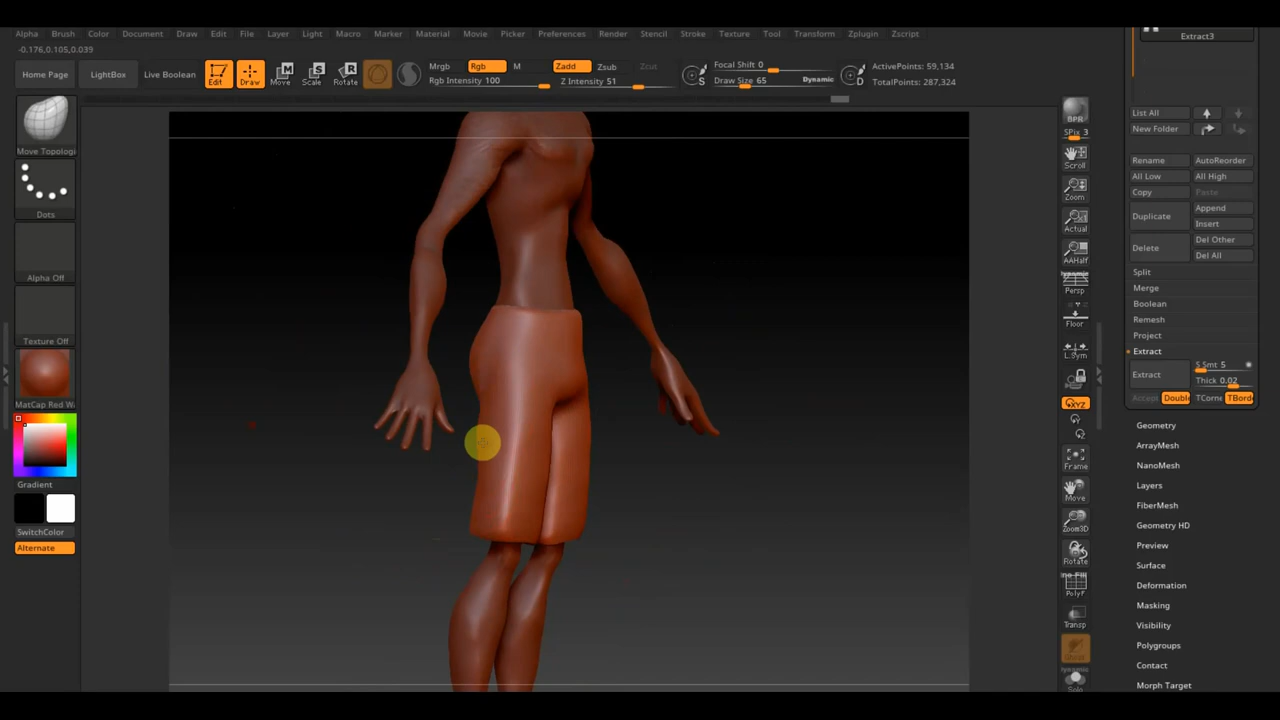 Alpha Brush Color Document Draw Edit File Layer Light Macro Marker Material Movie Picker Preferences Render Stencil Stroke Texture Tool Transform Zplugin Zscript
-0.176,0.105,0.039
Home Page LightBox Live Boolean Edit Draw Move Scale Rotate
Mrgb Rgb M Zadd Zsub Zcut
Rgb Intensity 100 Z Intensity 51
Focal Shift 0
Draw Size 65 Dynamic
ActivePoints: 59,134
TotalPoints: 287,324
Move Topologi
Dots
Alpha Off
Texture Off
MatCap Red W
Gradient
SwitchColor
Alternate
BPR
SPix 3
Scroll
Zoom
Actual
AAHalf
Dynamic
Persp
Floor
L.Sym
XYZ
Frame
Move
Zoom3D
Rotate
PolyF
Transp
Solo
Extract3
List All
New Folder
Rename AutoReorder
All Low All High
Copy Paste
Duplicate Append
Insert
Delete Del Other
Del All
Split
Merge
Boolean
Remesh
Project
Extract
Extract S Smt 5
Thick 0.02
Accept Double TCorne TBord
Geometry
ArrayMesh
NanoMesh
Layers
FiberMesh
Geometry HD
Preview
Surface
Deformation
Masking
Visibility
Polygroups
Contact
Morph Target